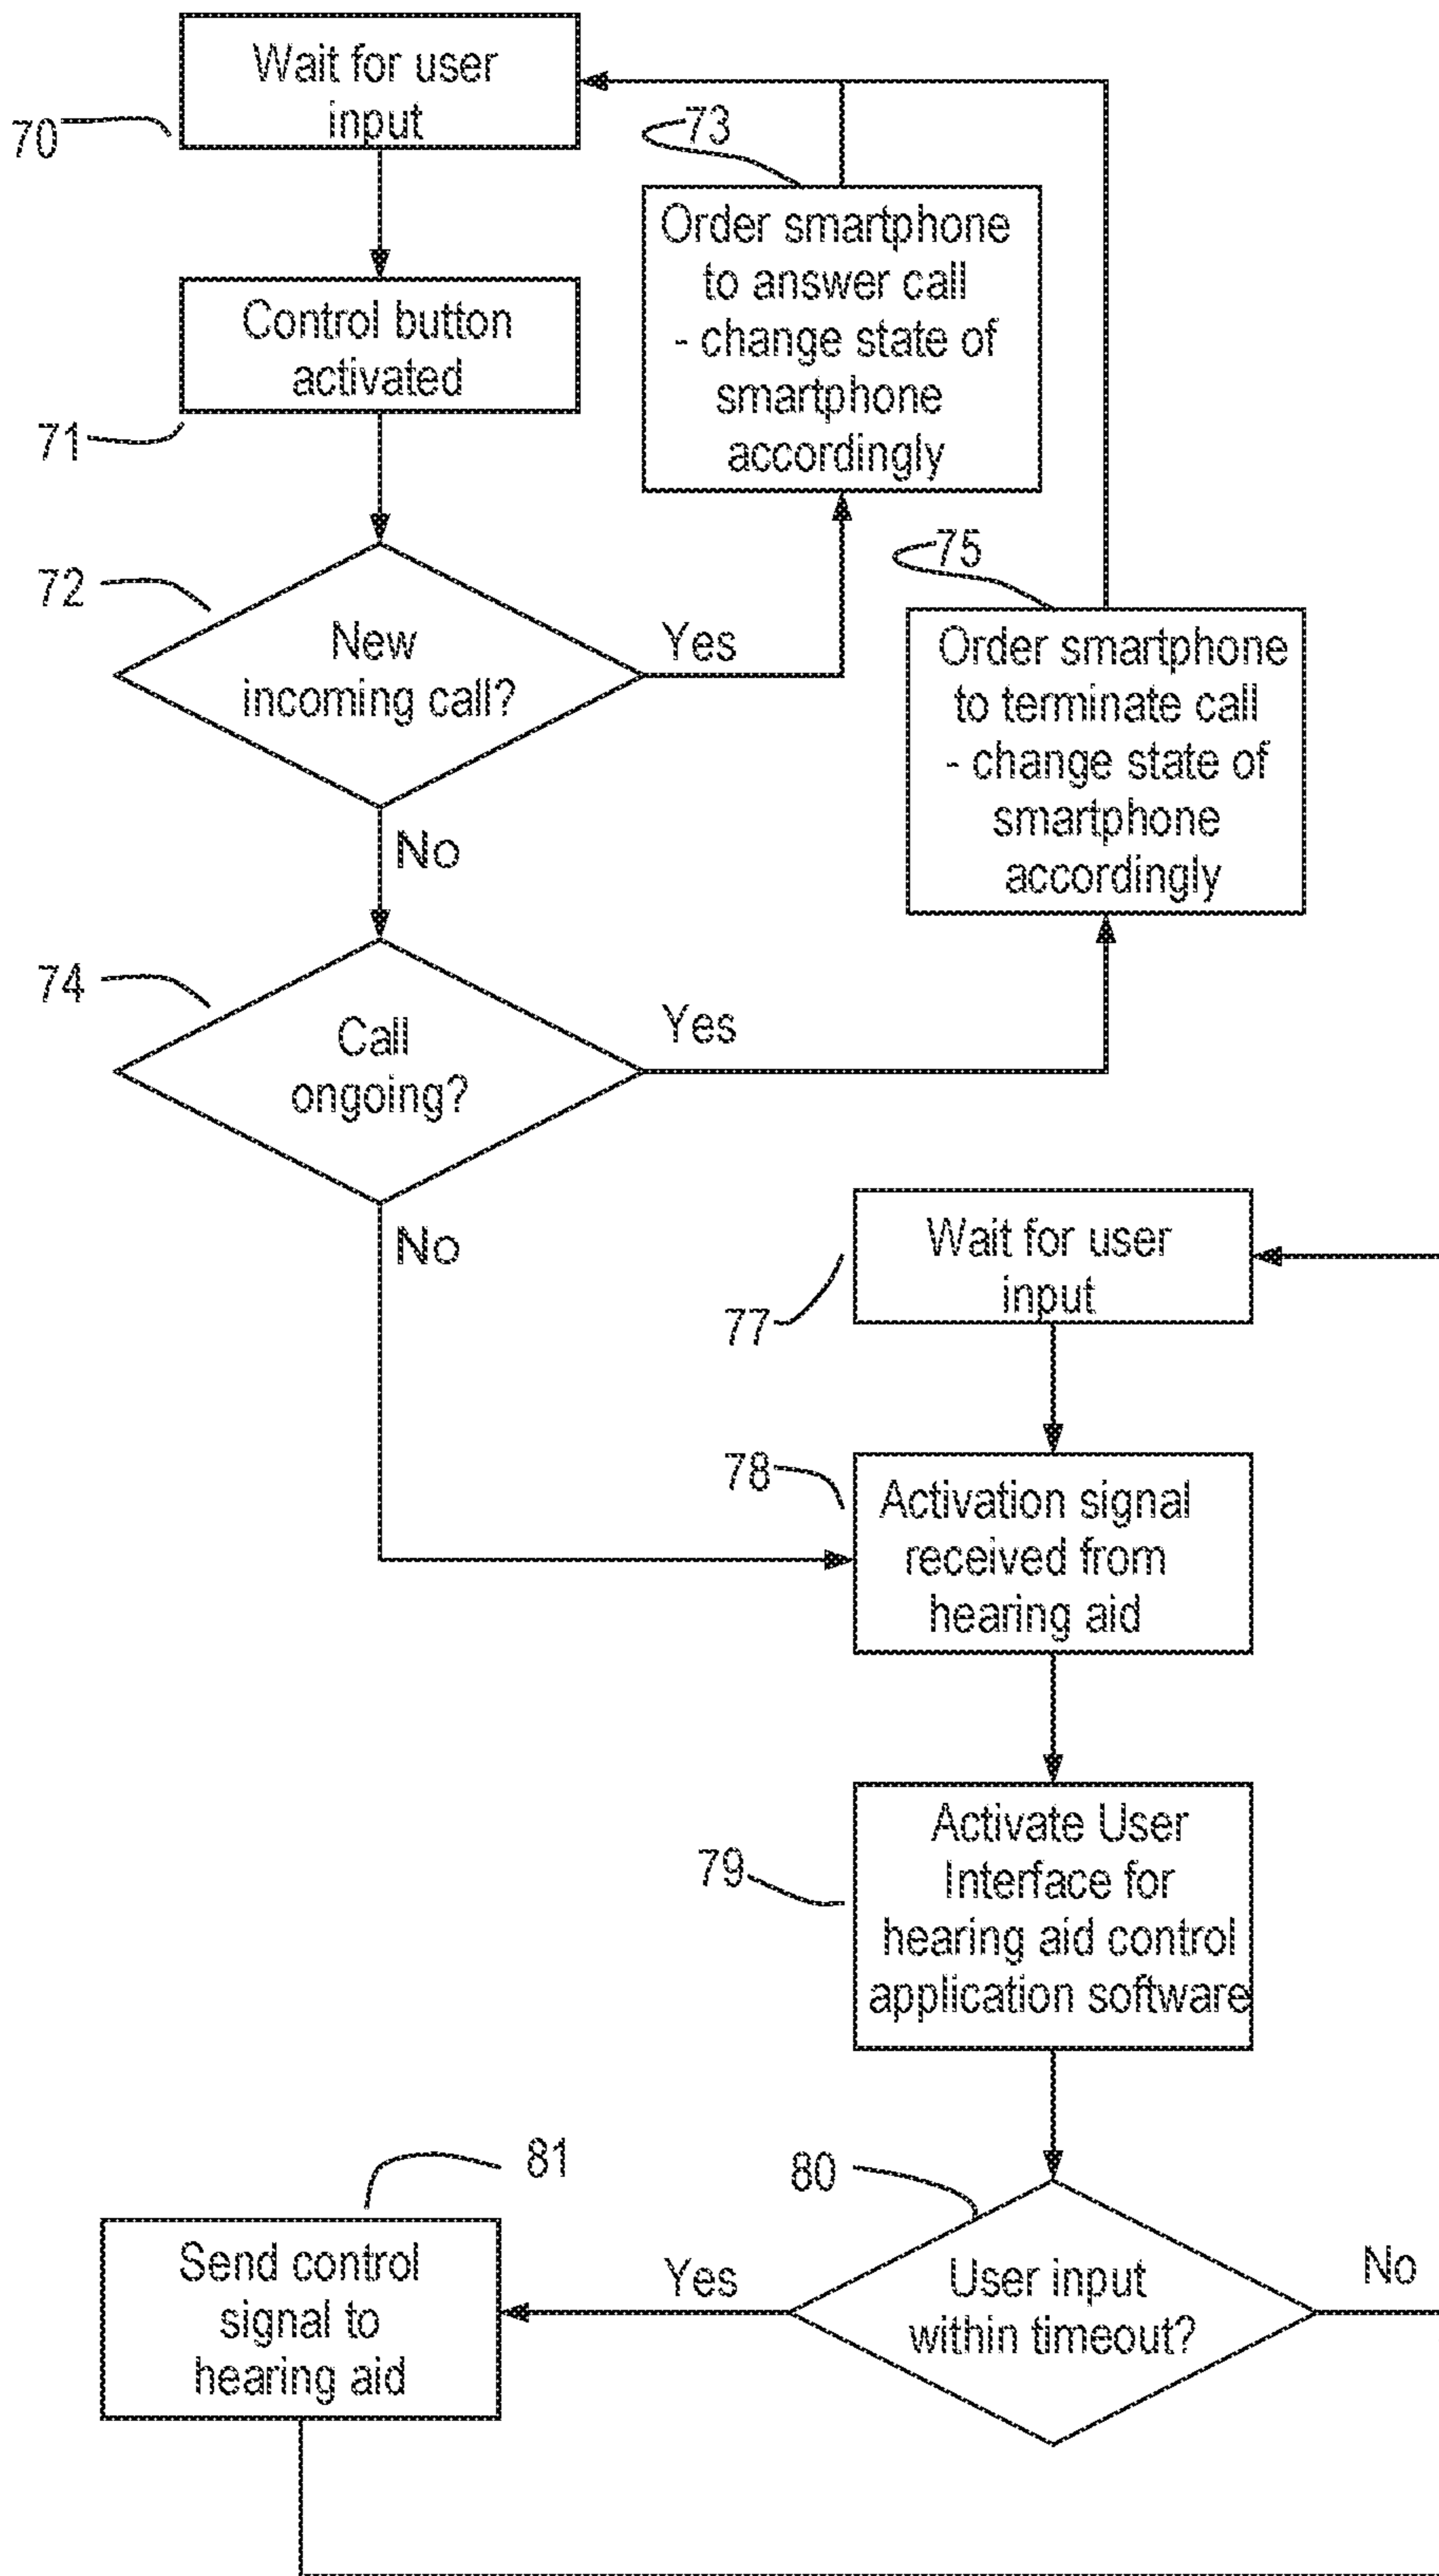 Wait for user
input
70
73
Order smartphone
to answer call
- change state of
smartphone
accordingly
Control button
activated
71
75
72
New
incoming call?
Yes
Order smartphone
to terminate call
- change state of
smartphone
accordingly
No
74
Call
ongoing?
Yes
No
Wait for user
input
77
78
Activation signal
received from
hearing aid
79
Activate User
Interface for
hearing aid control
application software
81
80
Send control
signal to
hearing aid
Yes
User input
within timeout?
No